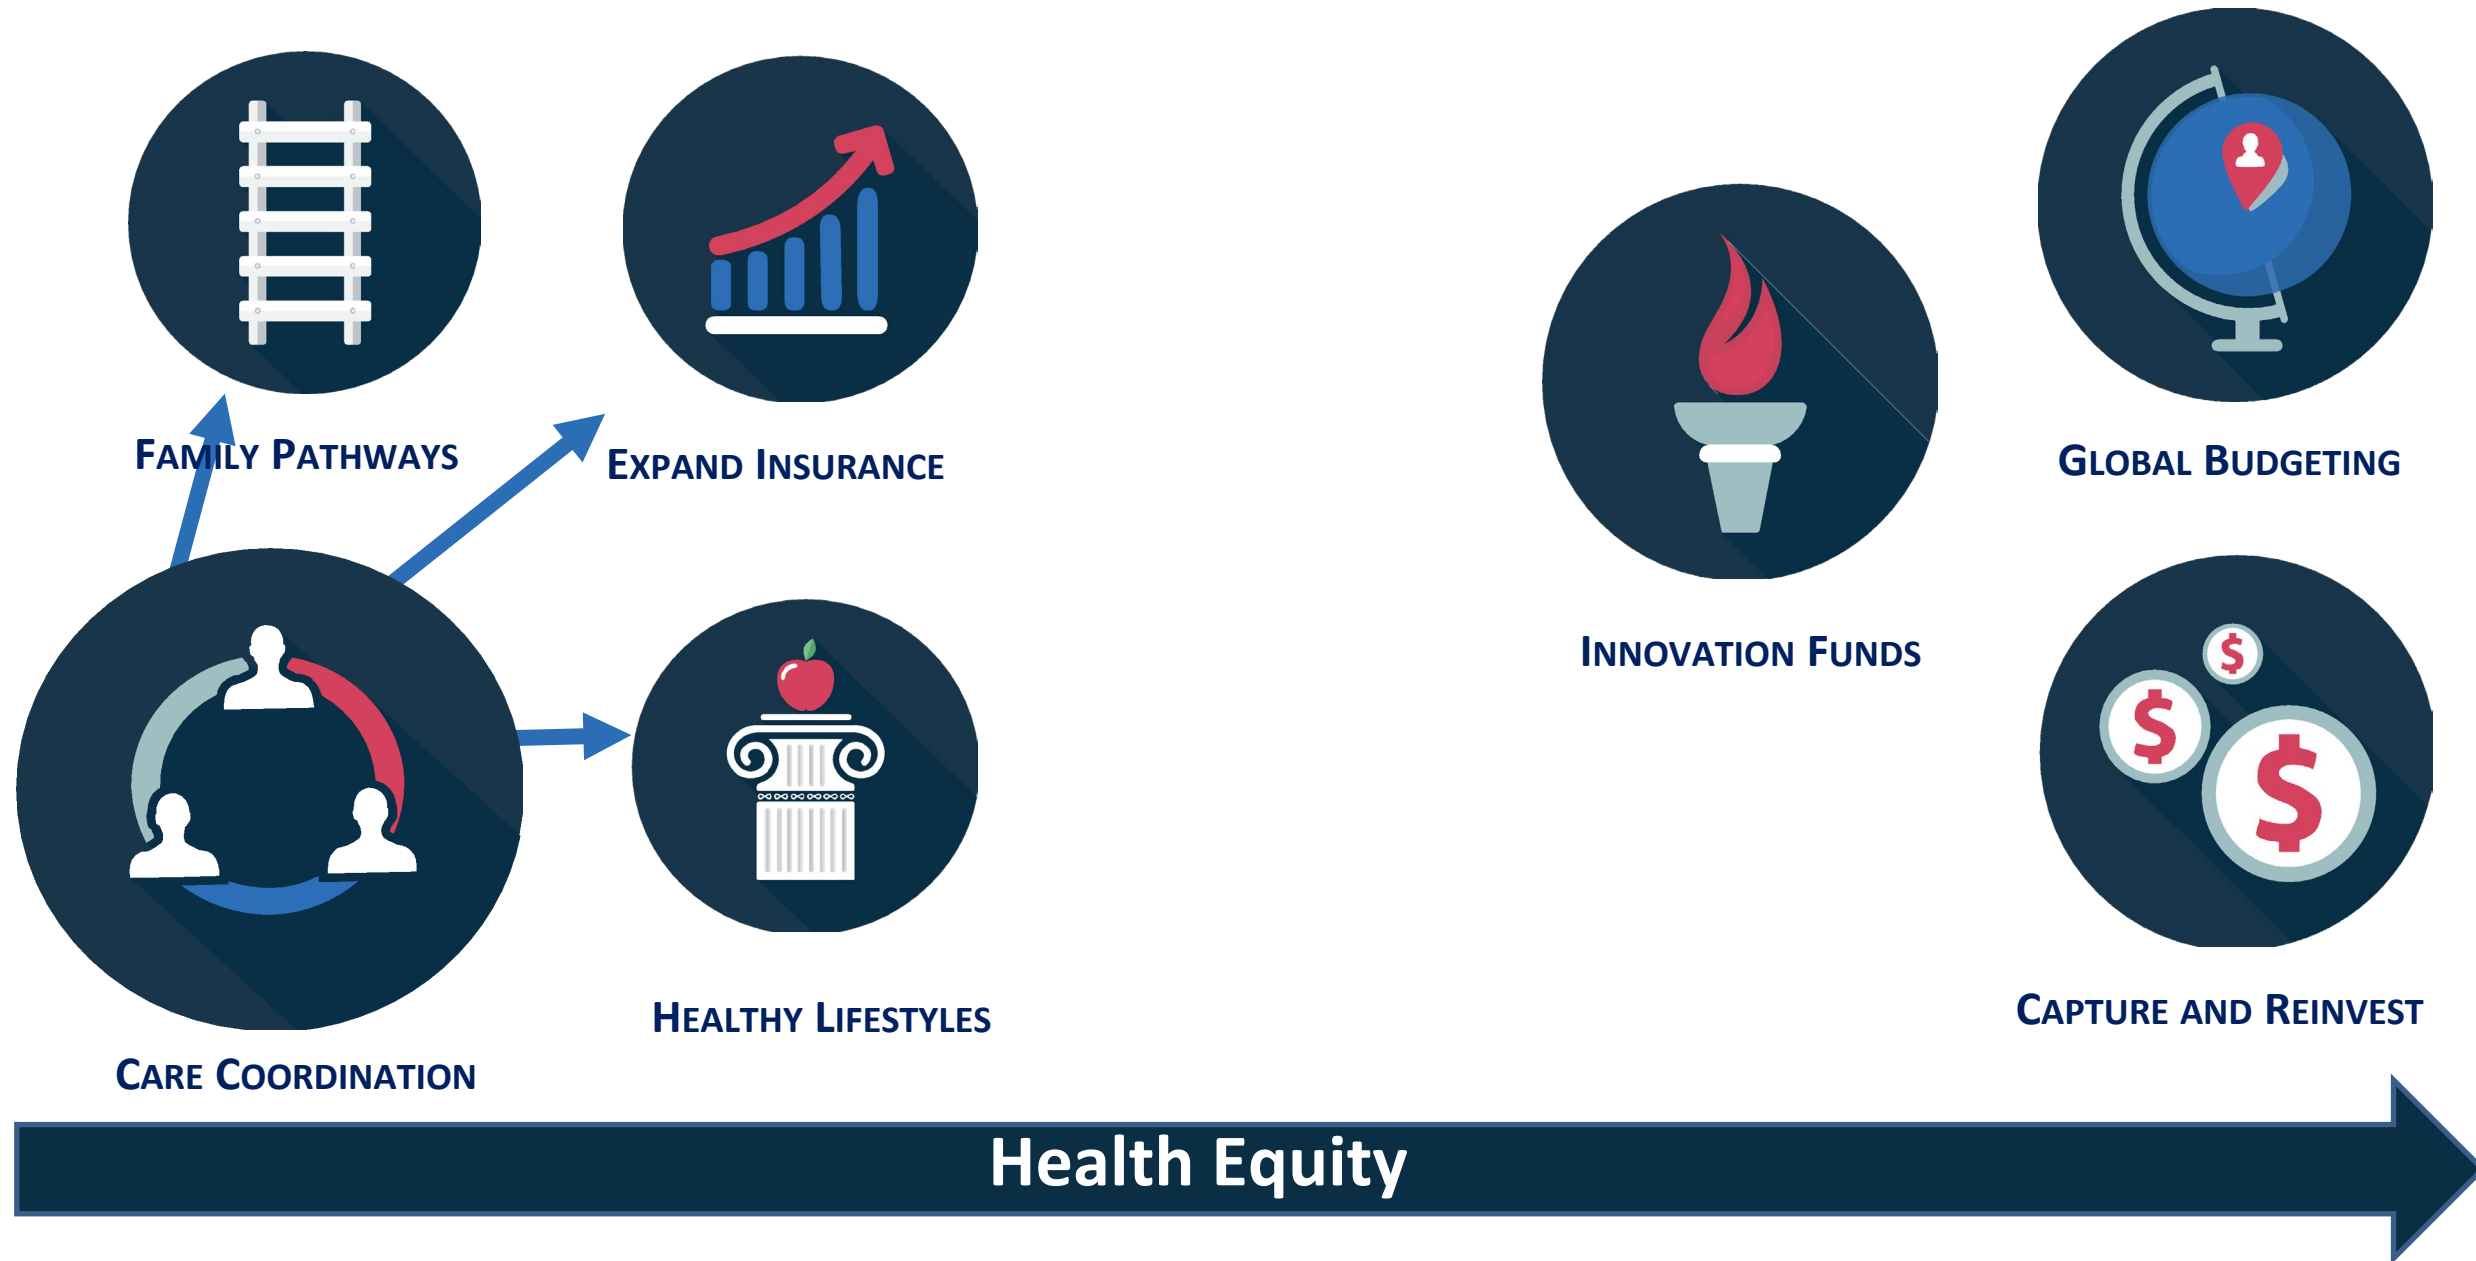 FAMILY PATHWAYS
EXPAND INSURANCE
GLOBAL BUDGETING
INNOVATION FUNDS
$
$
$
HEALTHY LIFESTYLES
CAPTURE AND REINVEST
CARE COORDINATION
Health Equity